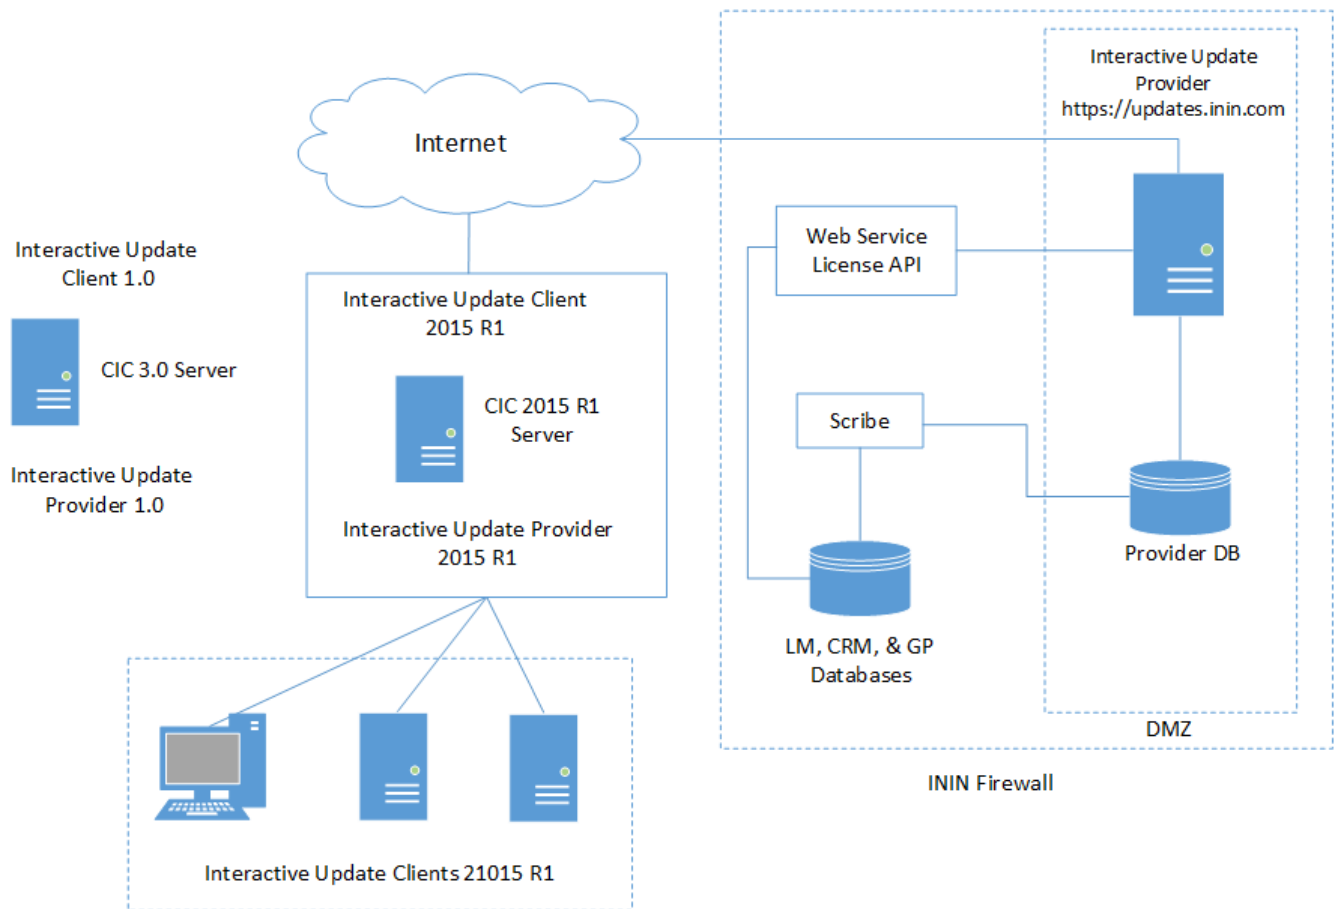 Interactive Update
Provider
https://updates.inin.com
Internet
Web Service
License API
Interactive Update
Client 1.0
CIC 3.0 Server
Interactive Update
Provider 1.0
Interactive Update Client
2015 R1
CIC 2015 R1
Server
Interactive Update Provider
2015 R1
Scribe
Provider DB
LM, CRM, & GP
Databases
DMZ
ININ Firewall
Interactive Update Clients 21015 R1